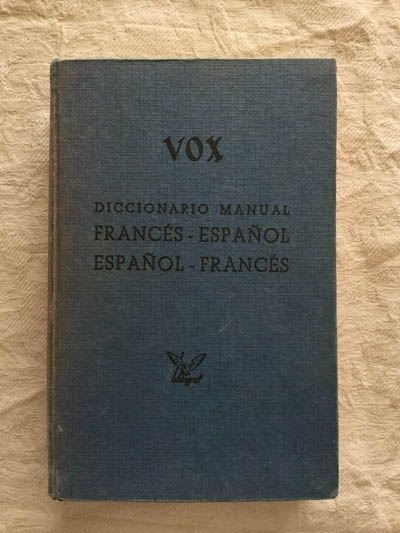 VOX
DICCIONARIO MANUAL
FRANCÉS - ESPAÑOL
ESPAÑOL - FRANCÉS